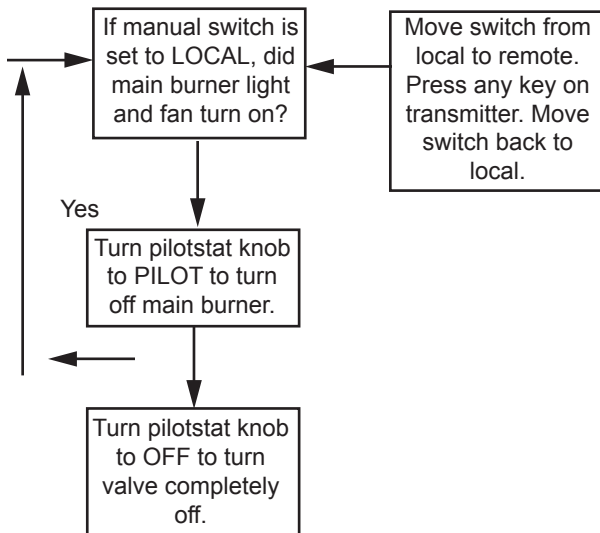 If manual switch is
set to LOCAL, did
main burner light
and fan turn on?
Move switch from
local to remote.
Press any key on
transmitter. Move
switch back to
local.
Yes
Turn pilotstat knob
to PILOT to turn
off main burner.
Turn pilotstat knob
to OFF to turn
valve completely
off.